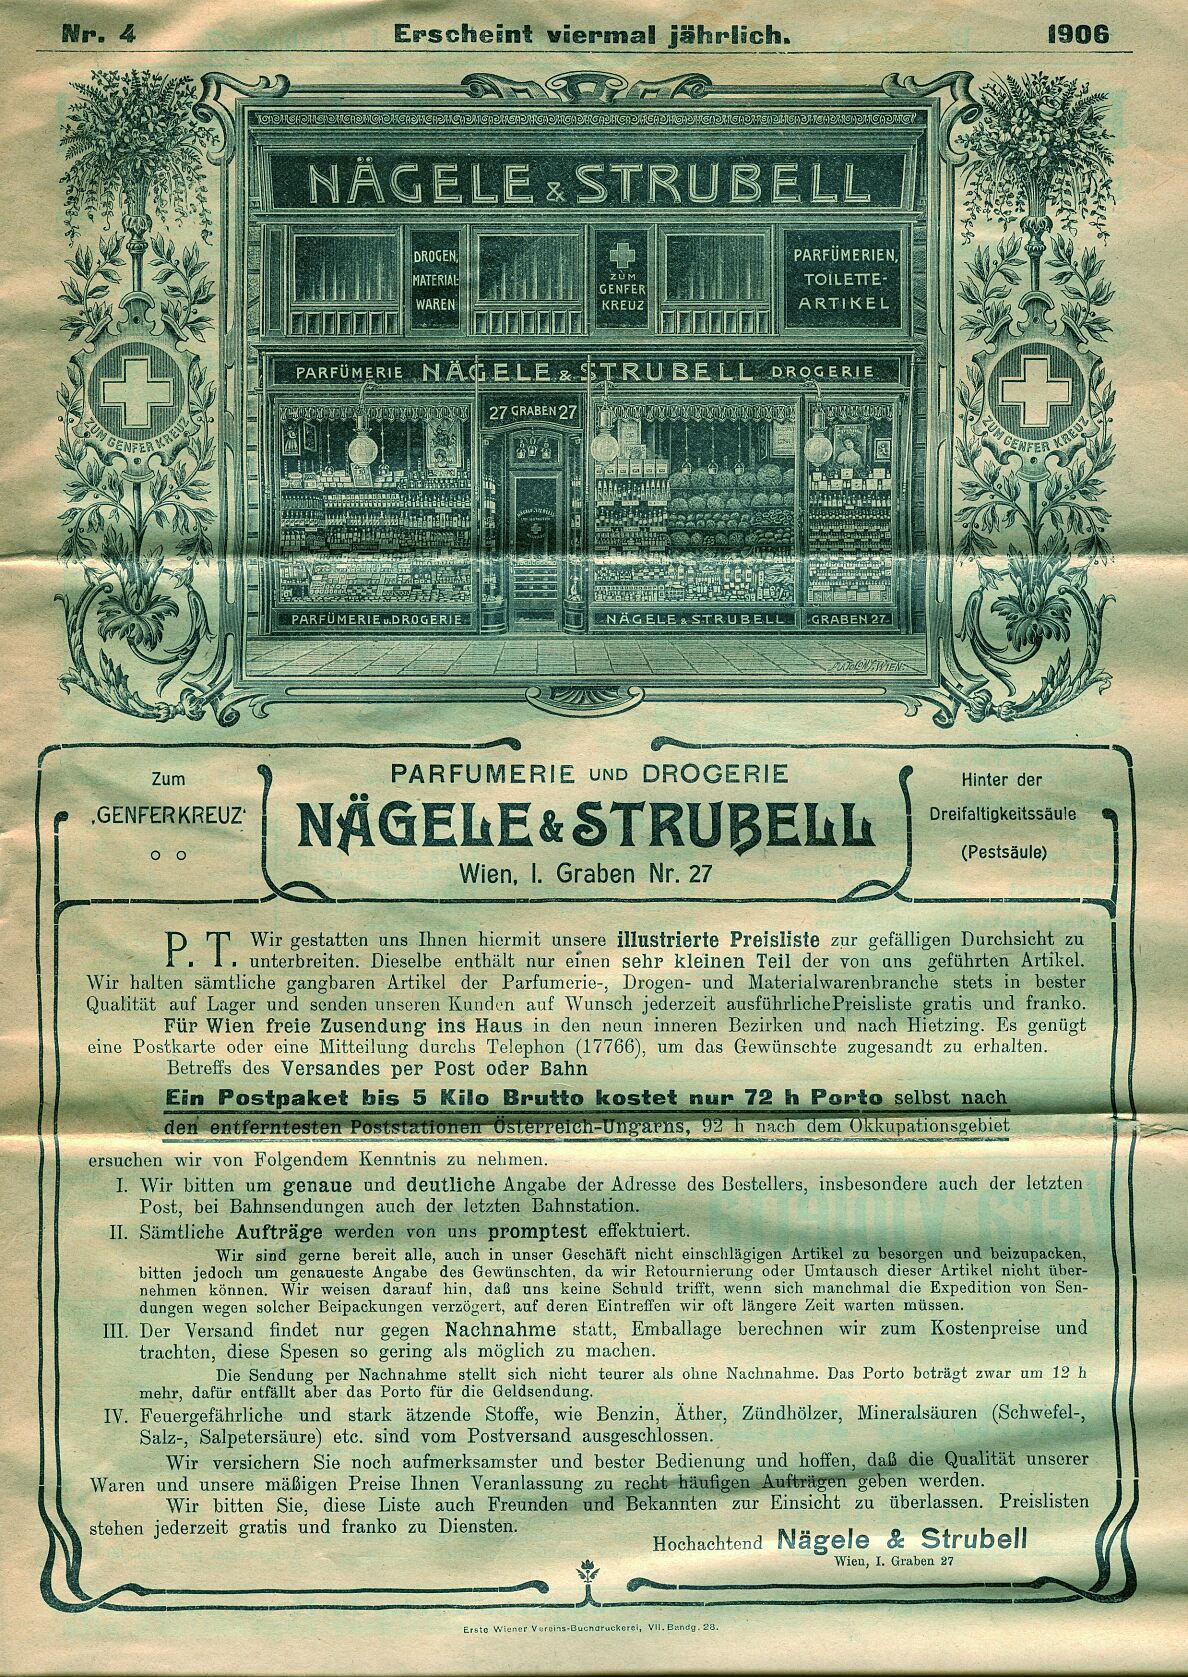 Nr. 4 Erscheint viermal jährlich. 1906
NÄGELE & STRUBELL
DROGEN,
MATERIAL-
WAREN
ZUM
GENFER
KREUZ
PARFÜMERIEN,
TOILETTE-
ARTIKEL
PARFÜMERIE NÄGELE & STRUBELL DROGERIE
27 GRABEN 27
ZUM GENFER KREUZ
ZUM GENFER KREUZ
PARFÜMERIE u. DROGERIE
NÄGELE & STRUBELL
GRABEN 27
Zum
‚GENFERKREUZ‘
PARFUMERIE UND DROGERIE
NÄGELE & STRUBELL
Wien, I. Graben Nr. 27
Hinter der
Dreifaltigkeitssäule
(Pestsäule)
P. T. Wir gestatten uns Ihnen hiermit unsere illustrierte Preisliste zur gefälligen Durchsicht zu
unterbreiten. Dieselbe enthält nur einen sehr kleinen Teil der von uns geführten Artikel.
Wir halten sämtliche gangbaren Artikel der Parfumerie-, Drogen- und Materialwarenbranche stets in bester
Qualität auf Lager und senden unseren Kunden auf Wunsch jederzeit ausführliche Preisliste gratis und franko.
Für Wien freie Zusendung ins Haus in den neun inneren Bezirken und nach Hietzing. Es genügt
eine Postkarte oder eine Mitteilung durchs Telephon (17766), um das Gewünschte zugesandt zu erhalten.
Betreffs des Versandes per Post oder Bahn
Ein Postpaket bis 5 Kilo Brutto kostet nur 72 h Porto selbst nach
den entferntesten Poststationen Österreich-Ungarns, 92 h nach dem Okkupationsgebiet
ersuchen wir von Folgendem Kenntnis zu nehmen.
I. Wir bitten um genaue und deutliche Angabe der Adresse des Bestellers, insbesondere auch der letzten
Post, bei Bahnsendungen auch der letzten Bahnstation.
II. Sämtliche Aufträge werden von uns promptest effektuiert.
Wir sind gerne bereit alle, auch in unser Geschäft nicht einschlägigen Artikel zu besorgen und beizupacken,
bitten jedoch um genaueste Angabe des Gewünschten, da wir Retournierung oder Umtausch dieser Artikel nicht über-
nehmen können. Wir weisen darauf hin, daß uns keine Schuld trifft, wenn sich manchmal die Expedition von Sen-
dungen wegen solcher Beipackungen verzögert, auf deren Eintreffen wir oft längere Zeit warten müssen.
III. Der Versand findet nur gegen Nachnahme statt, Emballage berechnen wir zum Kostenpreise und
trachten, diese Spesen so gering als möglich zu machen.
Die Sendung per Nachnahme stellt sich nicht teurer als ohne Nachnahme. Das Porto beträgt zwar um 12 h
mehr, dafür entfällt aber das Porto für die Geldsendung.
IV. Feuergefährliche und stark ätzende Stoffe, wie Benzin, Äther, Zündhölzer, Mineralsäuren (Schwefel-,
Salz-, Salpetersäure) etc. sind vom Postversand ausgeschlossen.
Wir versichern Sie noch aufmerksamster und bester Bedienung und hoffen, daß die Qualität unserer
Waren und unsere mäßigen Preise Ihnen Veranlassung zu recht häufigen Aufträgen geben werden.
Wir bitten Sie, diese Liste auch Freunden und Bekannten zur Einsicht zu überlassen. Preislisten
stehen jederzeit gratis und franko zu Diensten.
Hochachtend Nägele & Strubell
Wien, I. Graben 27
Erste Wiener Vereins-Buchdruckerei, VII. Bandg. 28.